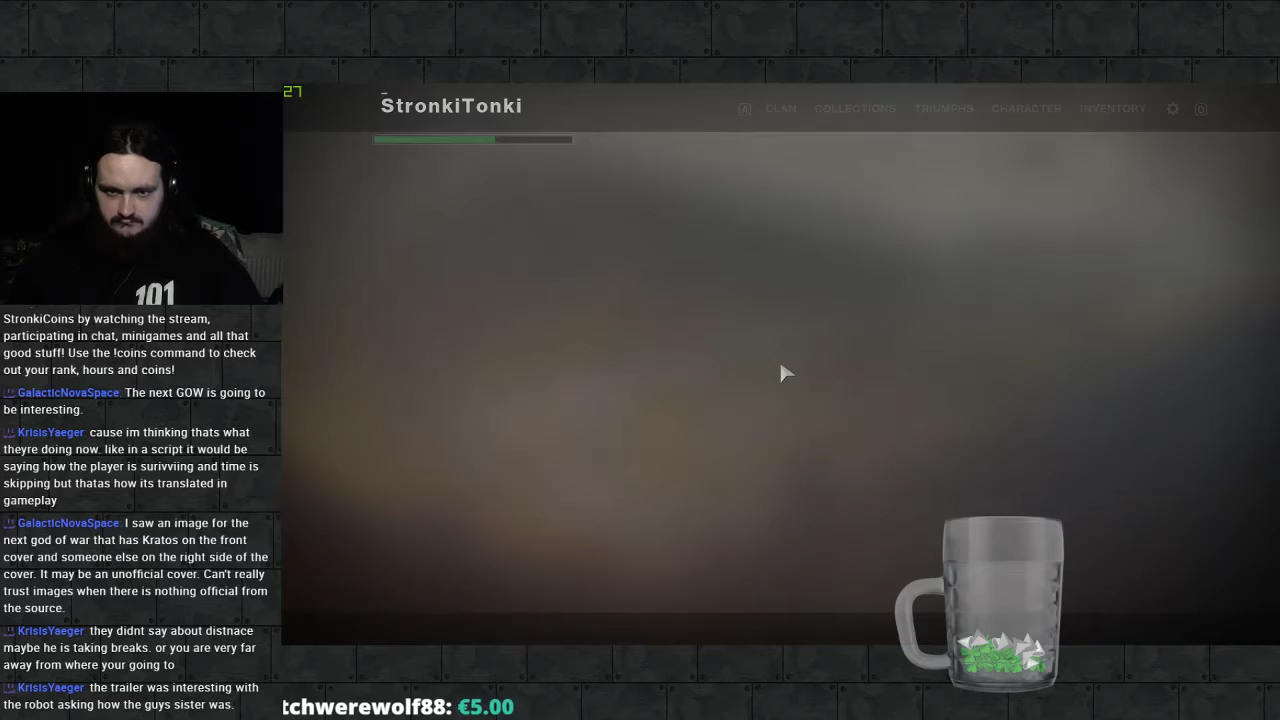 27
StronkiTonki
A CLAN COLLECTIONS TRIUMPHS CHARACTER INVENTORY
101
StronkiCoins by watching the stream,
participating in chat, minigames and all that
good stuff! Use the !coins command to check
out your rank, hours and coins!
GalacticNovaSpace: The next GOW is going to
be interesting.
KrisisYaeger: cause im thinking thats what
theyre doing now. like in a script it would be
saying how the player is surivviing and time is
skipping but thatas how its translated in
gameplay
GalacticNovaSpace: I saw an image for the
next god of war that has Kratos on the front
cover and someone else on the right side of the
cover. It may be an unofficial cover. Can't really
trust images when there is nothing official from
the source.
KrisisYaeger: they didnt say about distnace
maybe he is taking breaks. or you are very far
away from where your going to
KrisisYaeger: the trailer was interesting with
the robot asking how the guys sister was.
tchwerewolf88: €5.00